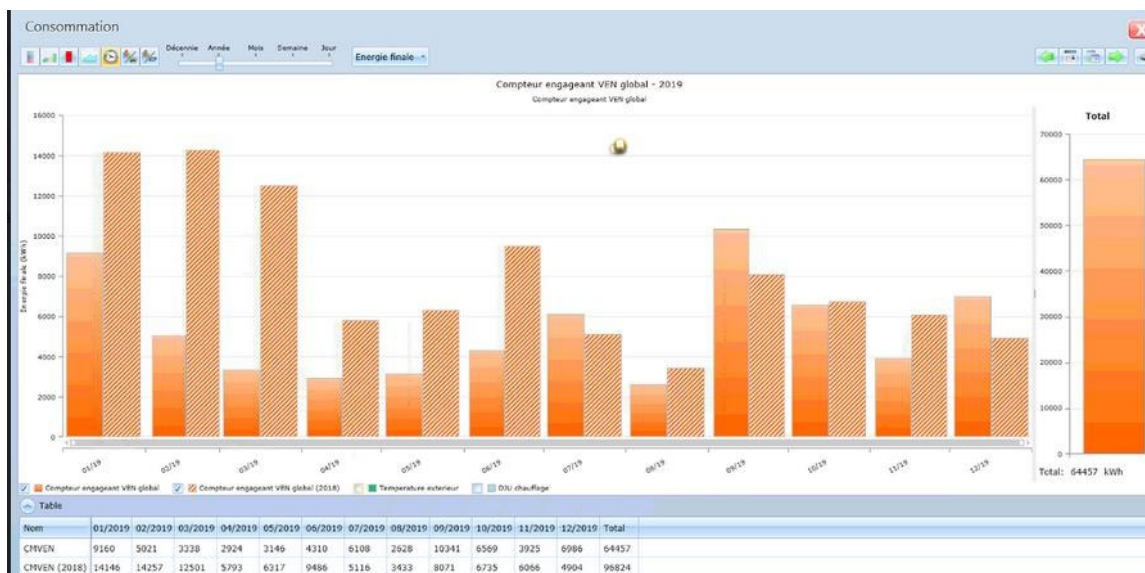 Consommation
Décennie Année Mois Semaine Jour
Energie finale
Compteur engageant VEN global - 2019
Compteur engageant VEN global
Total
Energie finale (kWh)
16000
14000
12000
10000
8000
6000
4000
2000
0
70000
60000
50000
40000
30000
20000
10000
0
01/19 02/19 03/19 04/19 05/19 06/19 07/19 08/19 09/19 10/19 11/19 12/19
Total: 64457 kWh
Compteur engageant VEN global Compteur engageant VEN global (2018) Temperature exterieur DJU chauffage
Table
Nom 01/2019 02/2019 03/2019 04/2019 05/2019 06/2019 07/2019 08/2019 09/2019 10/2019 11/2019 12/2019 Total
CMVEN 9160 5021 3338 2924 3146 4310 6108 2628 10341 6569 3925 6986 64457
CMVEN (2018) 14146 14257 12501 5793 6317 9486 5116 3433 8071 6735 6066 4904 96824